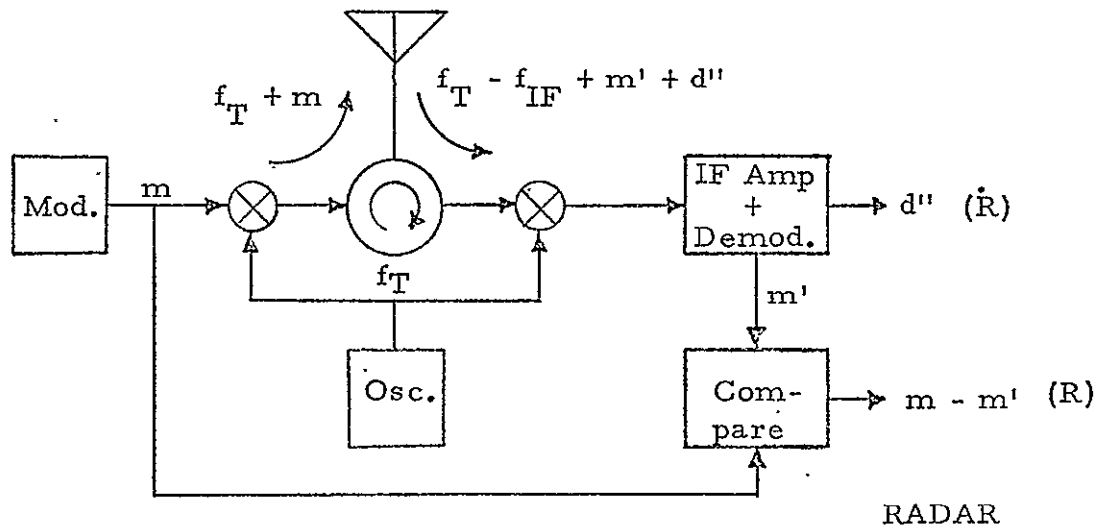 f_T + m
f_T - f_IF + m' + d''
Mod.
m
IF Amp
+
Demod.
d'' (Ṙ)
f_T
m'
Osc.
Com-
pare
m - m' (R)
RADAR